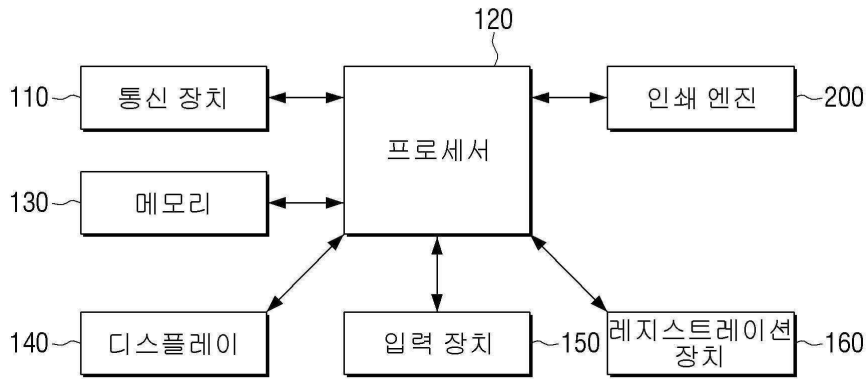 120
110 통신 장치 인쇄 엔진 200
프로세서
130 메모리
140 디스플레이 입력 장치 150 레지스트레이션
장치 160